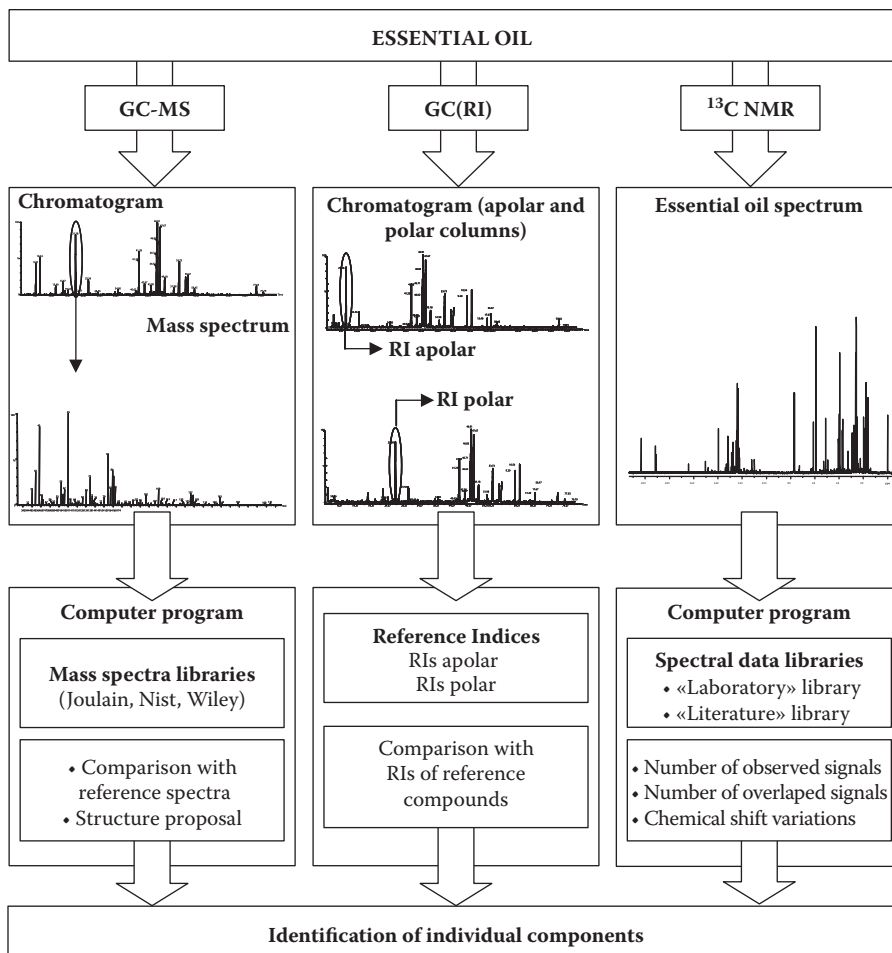 ESSENTIAL OIL
GC-MS
GC(RI)
¹³C NMR
Chromatogram
Mass spectrum
Chromatogram (apolar and
polar columns)
RI apolar
RI polar
Essential oil spectrum
Computer program
Mass spectra libraries
(Joulain, Nist, Wiley)
• Comparison with
reference spectra
• Structure proposal
Reference Indices
RIs apolar
RIs polar
Comparison with
RIs of reference
compounds
Computer program
Spectral data libraries
• «Laboratory» library
• «Literature» library
• Number of observed signals
• Number of overlaped signals
• Chemical shift variations
Identification of individual components